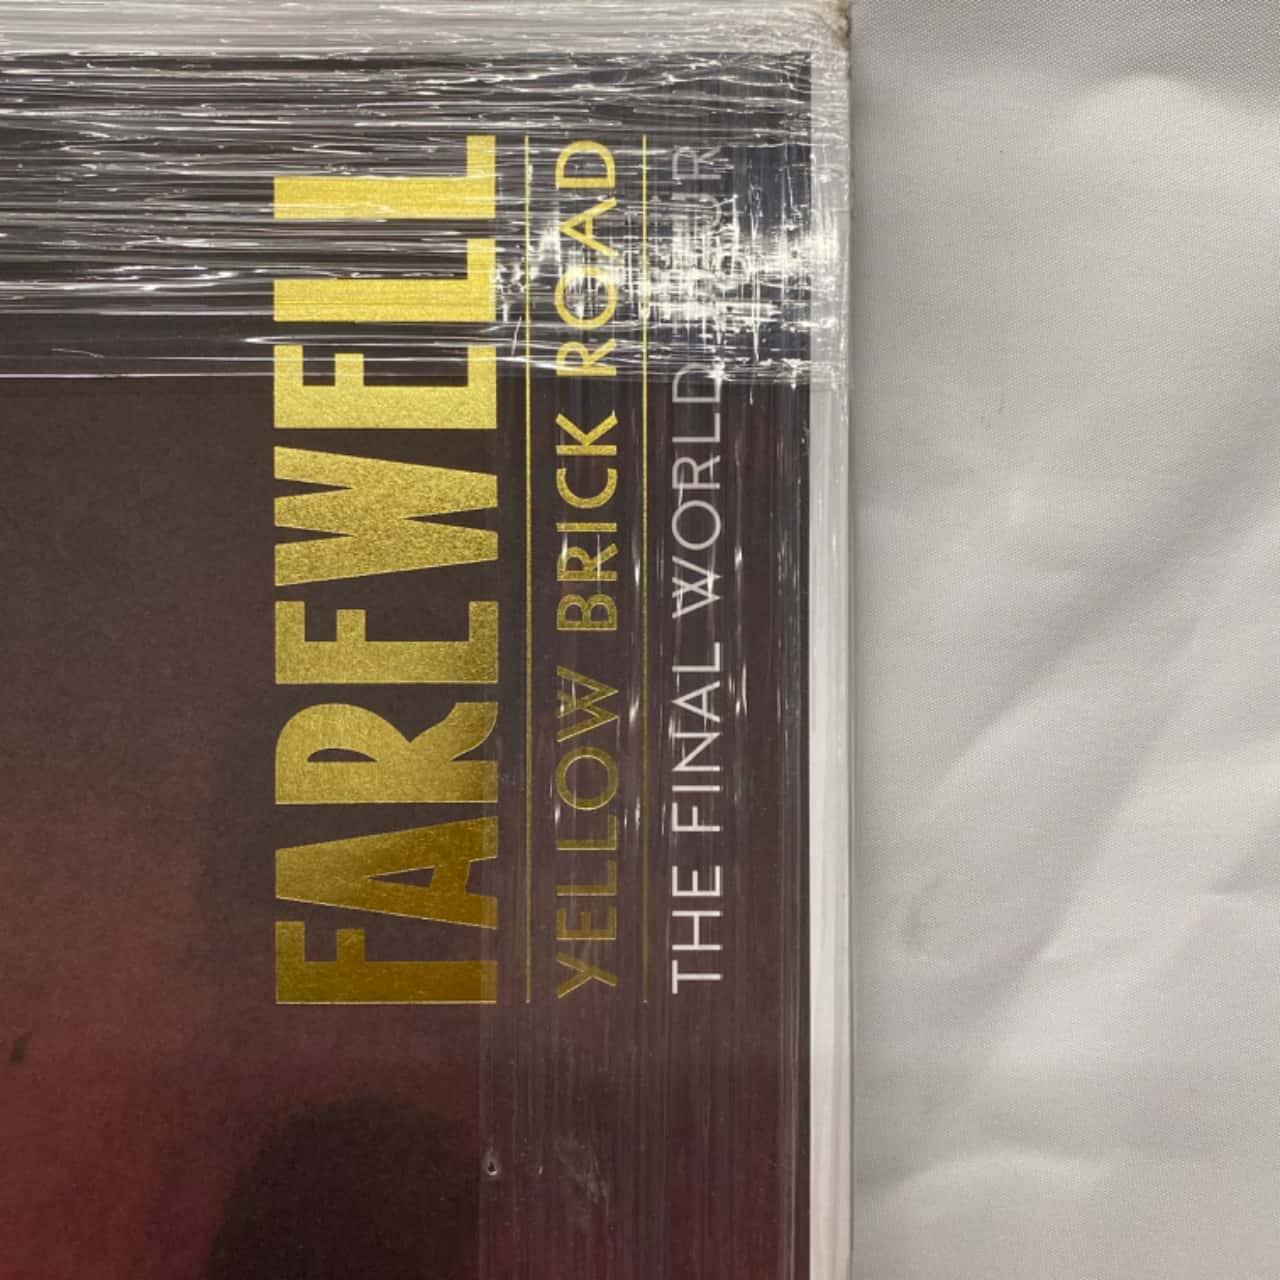 FAREWELL
YELLOW BRICK ROAD
THE FINAL WORLD TOUR